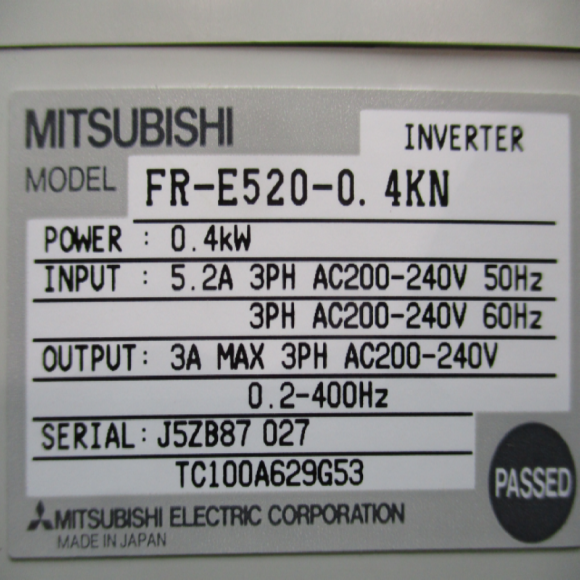 MITSUBISHI
INVERTER
MODEL FR-E520-0.4KN
POWER : 0.4kW
INPUT : 5.2A 3PH AC200-240V 50Hz
3PH AC200-240V 60Hz
OUTPUT: 3A MAX 3PH AC200-240V
0.2-400Hz
SERIAL: J5ZB87 027
TC100A629G53
PASSED
MITSUBISHI ELECTRIC CORPORATION
MADE IN JAPAN